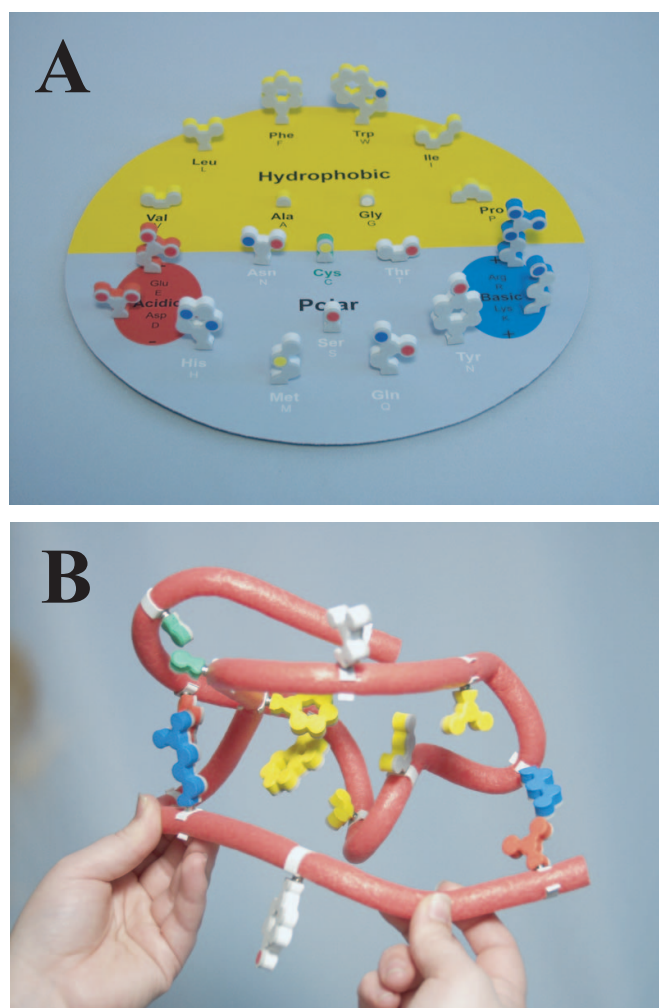 A
Phe
F
Trp
W
Leu
L
Ile
I
Hydrophobic
Val
V
Ala
A
Gly
G
Pro
P
Asn
N
Cys
C
Thr
T
Glu
E
Acidic
Asp
D
-
Polar
+
Arg
R
Basic
Lys
K
+
His
H
Ser
S
Tyr
N
Met
M
Gln
Q
B